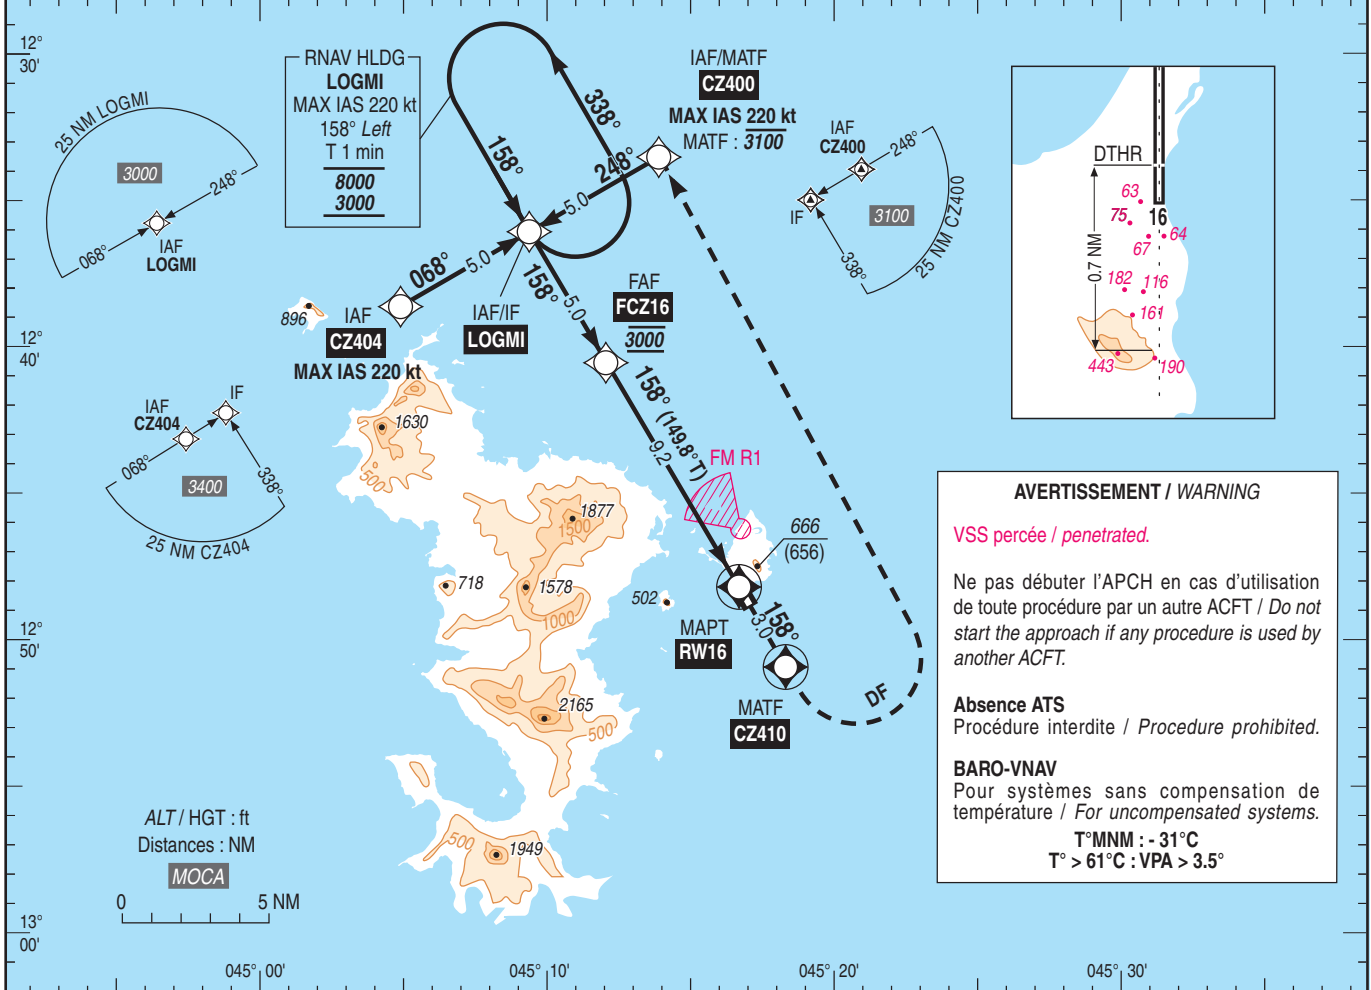 12°
30'
25 NM LOGMI
3000
248°
068°
IAF
LOGMI
RNAV HLDG
LOGMI
MAX IAS 220 kt
158° Left
T 1 min
8000
3000
158°
338°
248°
5.0
IAF/MATF
CZ400
MAX IAS 220 kt
MATF : 3100
IAF
CZ400
248°
IF
3100
338°
25 NM CZ400
DTHR
63
75
16
67
64
0.7 NM
182
116
161
443
190
068°
5.0
158°
5.0
896
IAF
CZ404
MAX IAS 220 kt
IAF/IF
LOGMI
FAF
FCZ16
3000
12°
40'
IAF
CZ404
IF
068°
3400
338°
25 NM CZ404
1630
500
158° (149.8° T)
9.2
FM R1
1877
1500
666
(656)
718
1578
1000
502
MAPT
RW16
158°
3.0
12°
50'
MATF
CZ410
DF
2165
500
AVERTISSEMENT / WARNING
VSS percée / penetrated.
Ne pas débuter l'APCH en cas d'utilisation
de toute procédure par un autre ACFT / Do not
start the approach if any procedure is used by
another ACFT.
Absence ATS
Procédure interdite / Procedure prohibited.
BARO-VNAV
Pour systèmes sans compensation de
température / For uncompensated systems.
T°MNM : - 31°C
T° > 61°C : VPA > 3.5°
ALT / HGT : ft
Distances : NM
MOCA
0 5 NM
500
1949
13°
00'
045° 00'
045° 10'
045° 20'
045° 30'